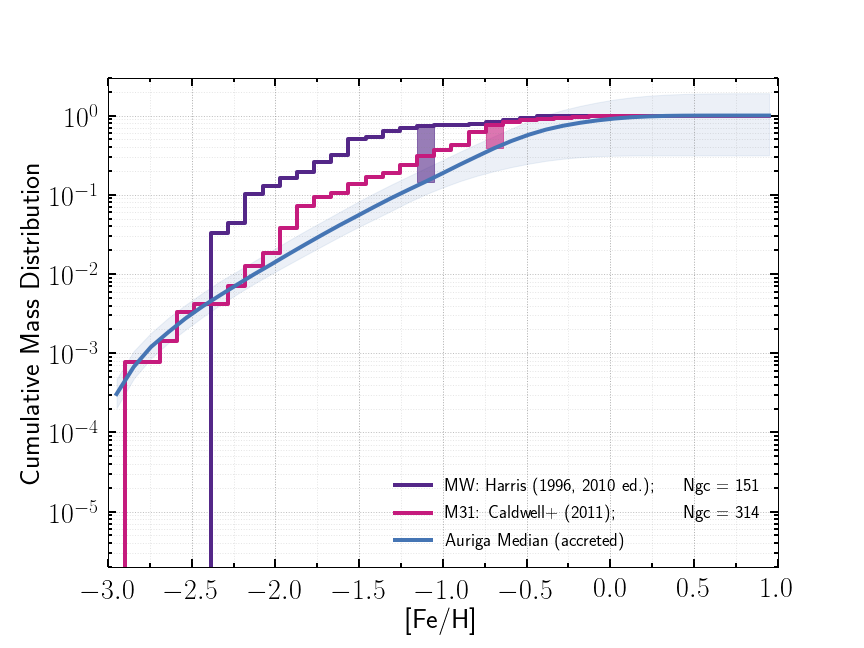 Cumulative Mass Distribution
10⁰
10⁻¹
10⁻²
10⁻³
10⁻⁴
10⁻⁵
MW: Harris (1996, 2010 ed.); Ngc = 151
M31: Caldwell+ (2011); Ngc = 314
Auriga Median (accreted)
−3.0 −2.5 −2.0 −1.5 −1.0 −0.5 0.0 0.5 1.0
[Fe/H]